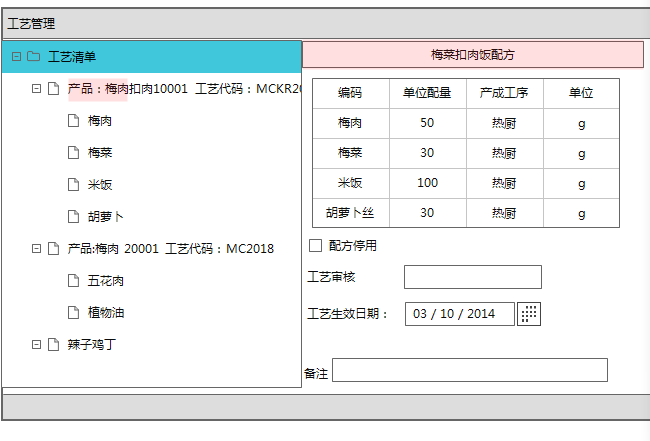 工艺管理
工艺清单
产品：梅肉扣肉10001 工艺代码：MCKR20
梅肉
梅菜
米饭
胡萝卜
产品:梅肉 20001 工艺代码：MC2018
五花肉
植物油
辣子鸡丁
梅菜扣肉饭配方
编码 单位配量 产成工序 单位
梅肉 50 热厨 g
梅菜 30 热厨 g
米饭 100 热厨 g
胡萝卜丝 30 热厨 g
配方停用
工艺审核
工艺生效日期： 03 / 10 / 2014
备注